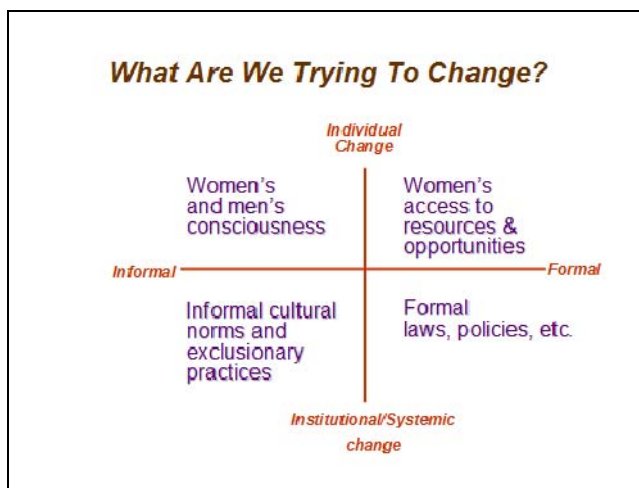 What Are We Trying To Change?
Individual
Change
Women's
and men's
consciousness
Women's
access to
resources &
opportunities
Informal
Formal
Informal cultural
norms and
exclusionary
practices
Formal
laws, policies, etc.
Institutional/Systemic
change